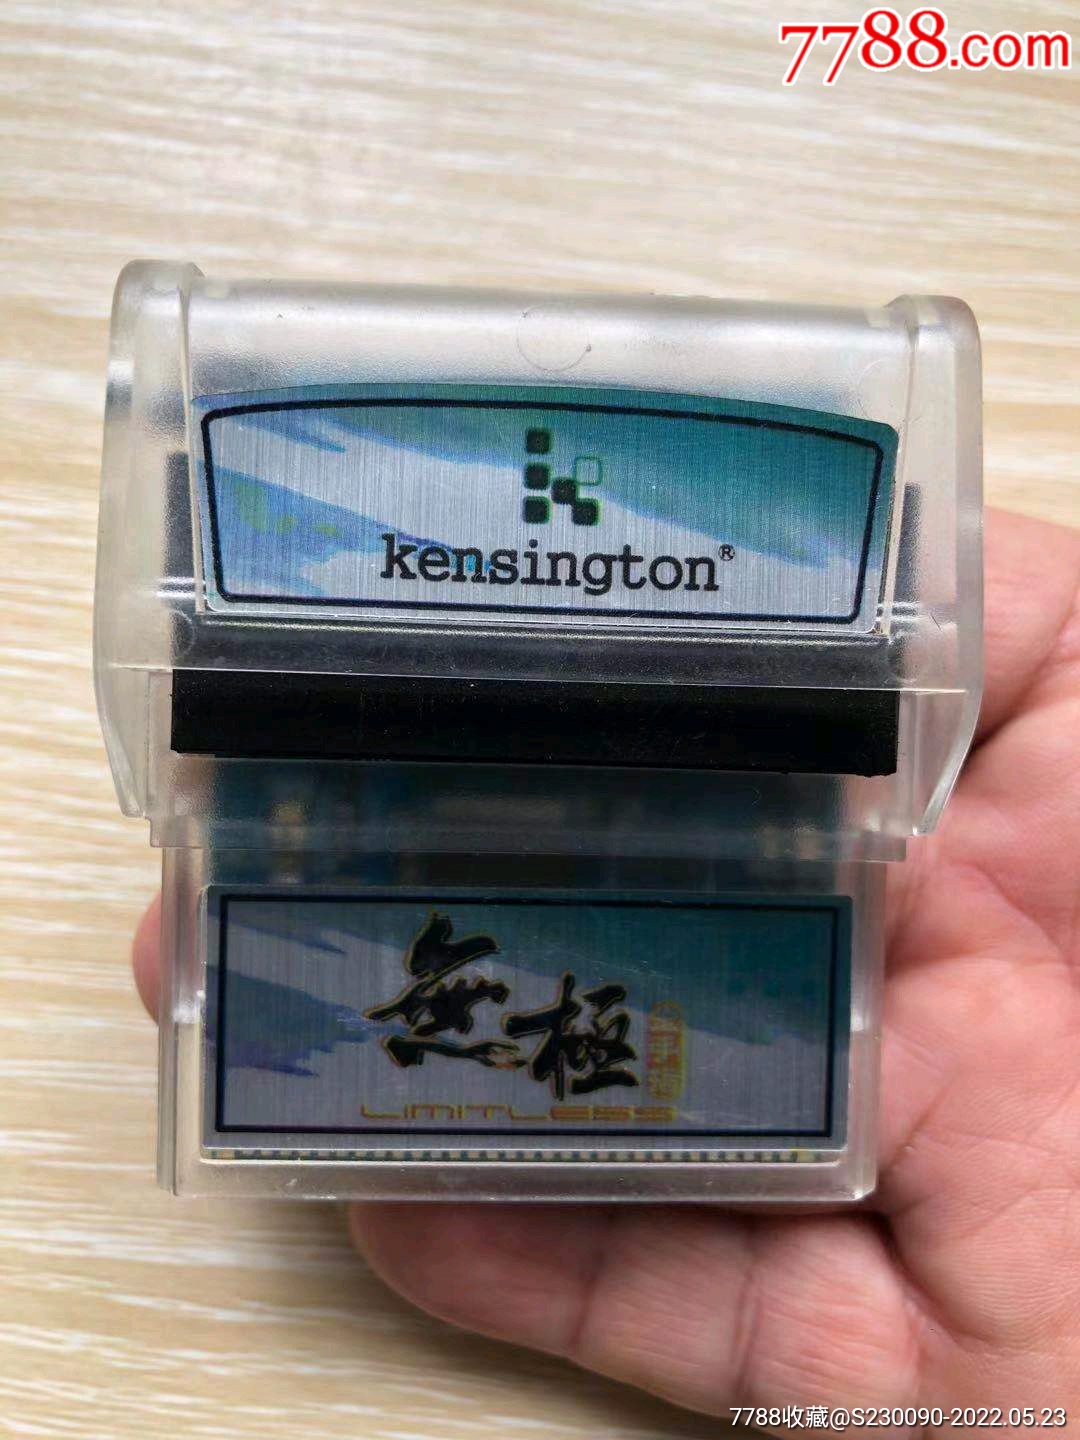 7788.com
kensington®
無極
LIMITLESS
7788收藏@S230090-2022.05.23